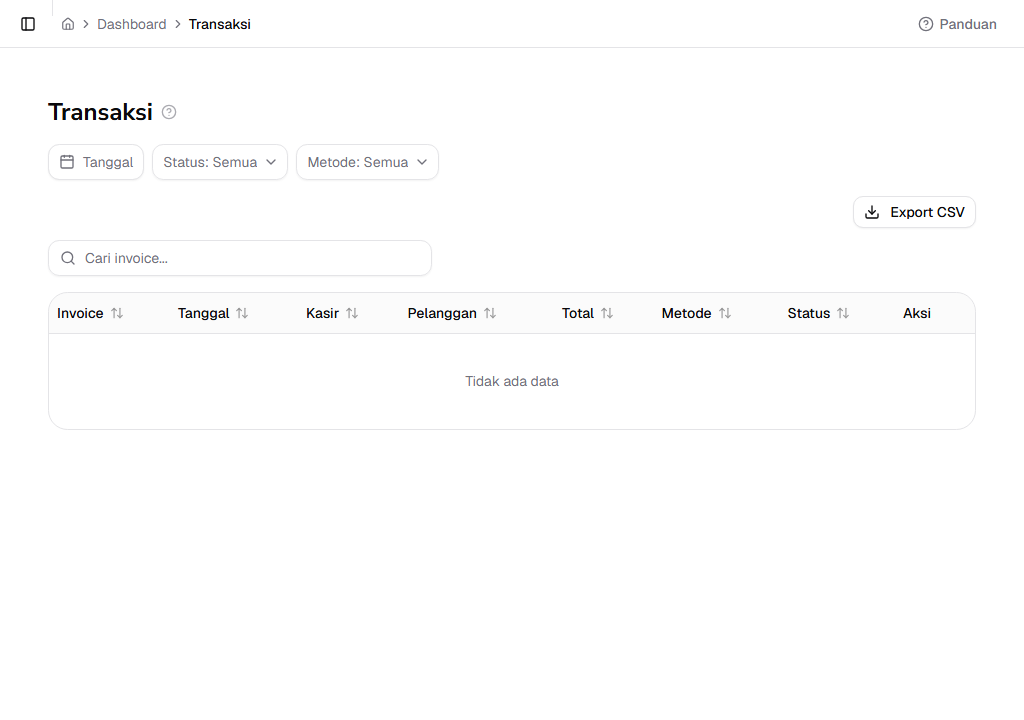 Dashboard Transaksi Panduan
Transaksi
Tanggal Status: Semua Metode: Semua
Export CSV
Cari invoice...
Invoice Tanggal Kasir Pelanggan Total Metode Status Aksi
Tidak ada data